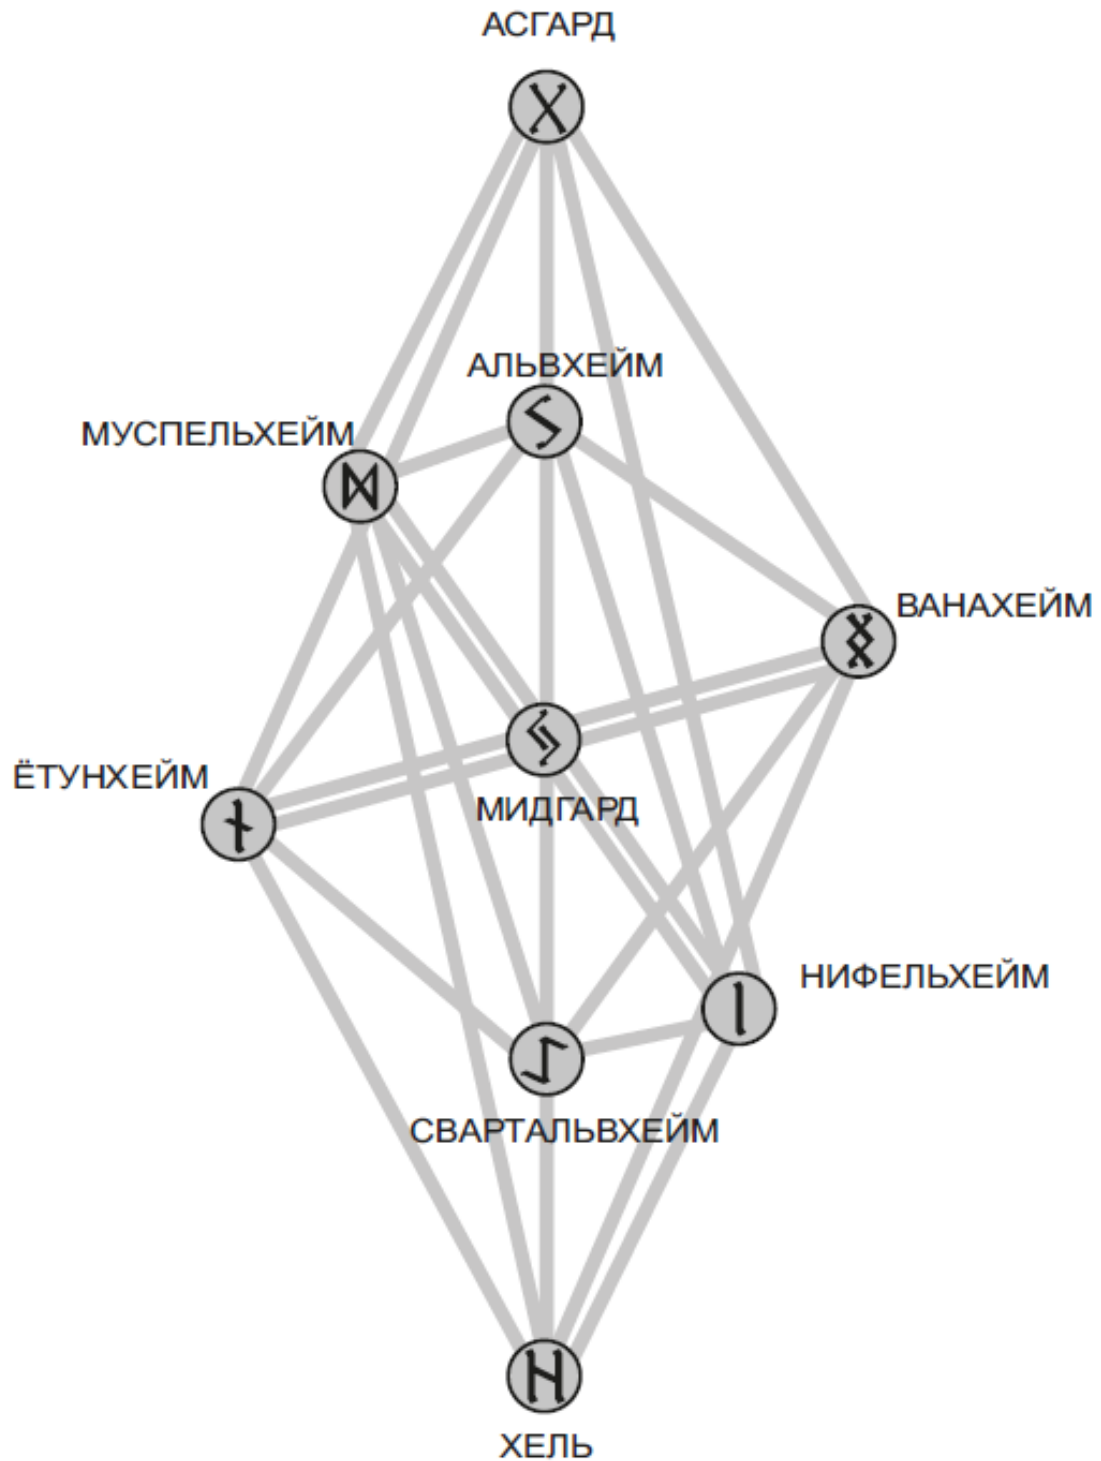 АСГАРД
ᚷ
АЛЬВХЕЙМ
ᛊ
МУСПЕЛЬХЕЙМ
ᛞ
ВАНАХЕЙМ
ᛝ
МИДГАРД
ᛃ
ЁТУНХЕЙМ
ᚾ
НИФЕЛЬХЕЙМ
ᛁ
СВАРТАЛЬВХЕЙМ
ᛇ
ХЕЛЬ
ᚺ